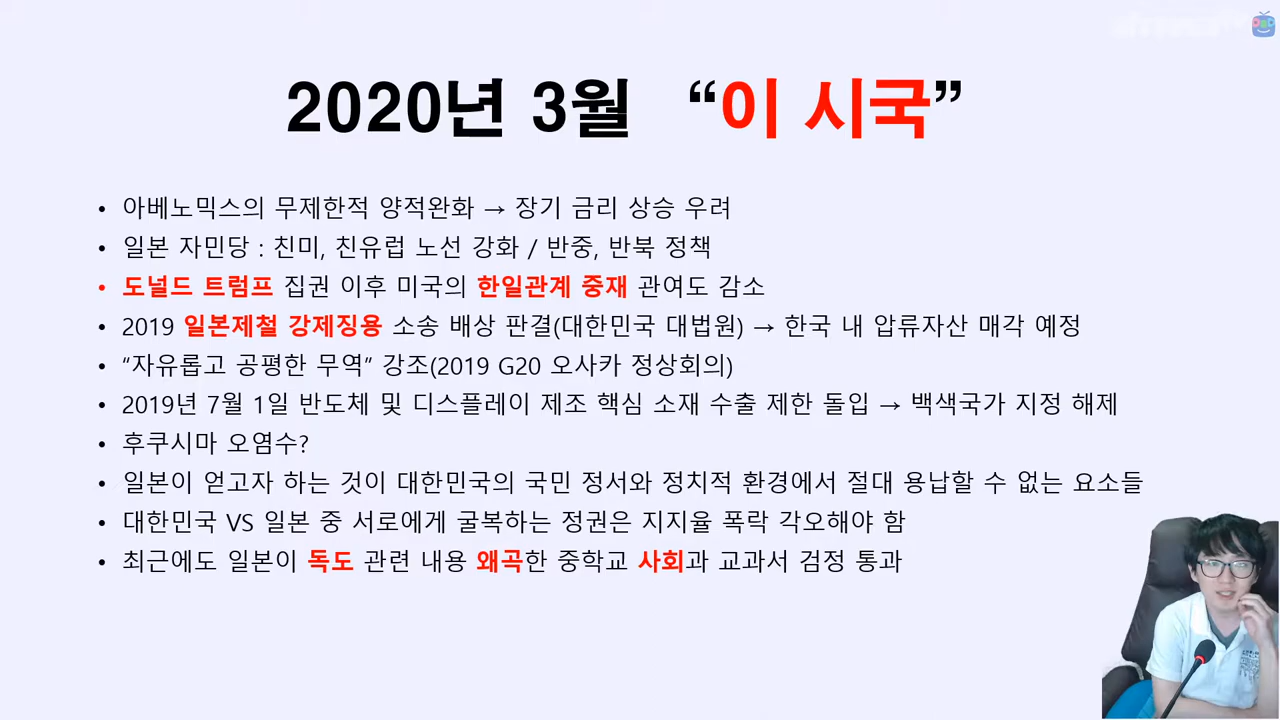 2020년 3월 “이 시국”
• 아베노믹스의 무제한적 양적완화 → 장기 금리 상승 우려
• 일본 자민당 : 친미, 친유럽 노선 강화 / 반중, 반북 정책
• 도널드 트럼프 집권 이후 미국의 한일관계 중재 관여도 감소
• 2019 일본제철 강제징용 소송 배상 판결(대한민국 대법원) → 한국 내 압류자산 매각 예정
• “자유롭고 공평한 무역” 강조(2019 G20 오사카 정상회의)
• 2019년 7월 1일 반도체 및 디스플레이 제조 핵심 소재 수출 제한 돌입 → 백색국가 지정 해제
• 후쿠시마 오염수?
• 일본이 얻고자 하는 것이 대한민국의 국민 정서와 정치적 환경에서 절대 용납할 수 없는 요소들
• 대한민국 VS 일본 중 서로에게 굴복하는 정권은 지지율 폭락 각오해야 함
• 최근에도 일본이 독도 관련 내용 왜곡한 중학교 사회과 교과서 검정 통과